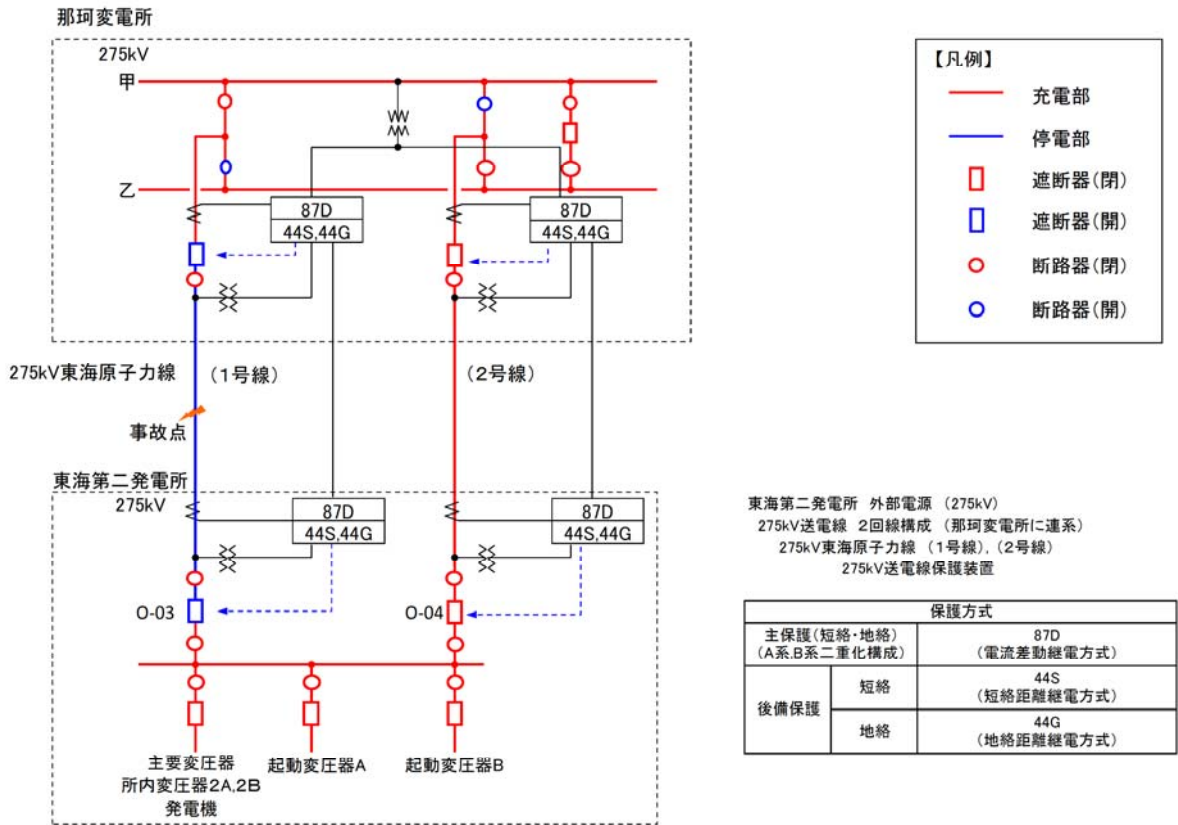 那珂変電所
275kV
甲
乙
87D
44S,44G
87D
44S,44G
275kV東海原子力線
(1号線)
(2号線)
事故点
東海第二発電所
275kV
87D
44S,44G
87D
44S,44G
O-03
O-04
主要変圧器
所内変圧器2A,2B
発電機
起動変圧器A
起動変圧器B
【凡例】
充電部
停電部
遮断器(閉)
遮断器(開)
断路器(閉)
断路器(開)
東海第二発電所 外部電源 (275kV)
275kV送電線 2回線構成 (那珂変電所に連系)
275kV東海原子力線 (1号線),(2号線)
275kV送電線保護装置
保護方式
主保護(短絡・地絡)
(A系,B系二重化構成)
87D
(電流差動継電方式)
後備保護
短絡
44S
(短絡距離継電方式)
地絡
44G
(地絡距離継電方式)